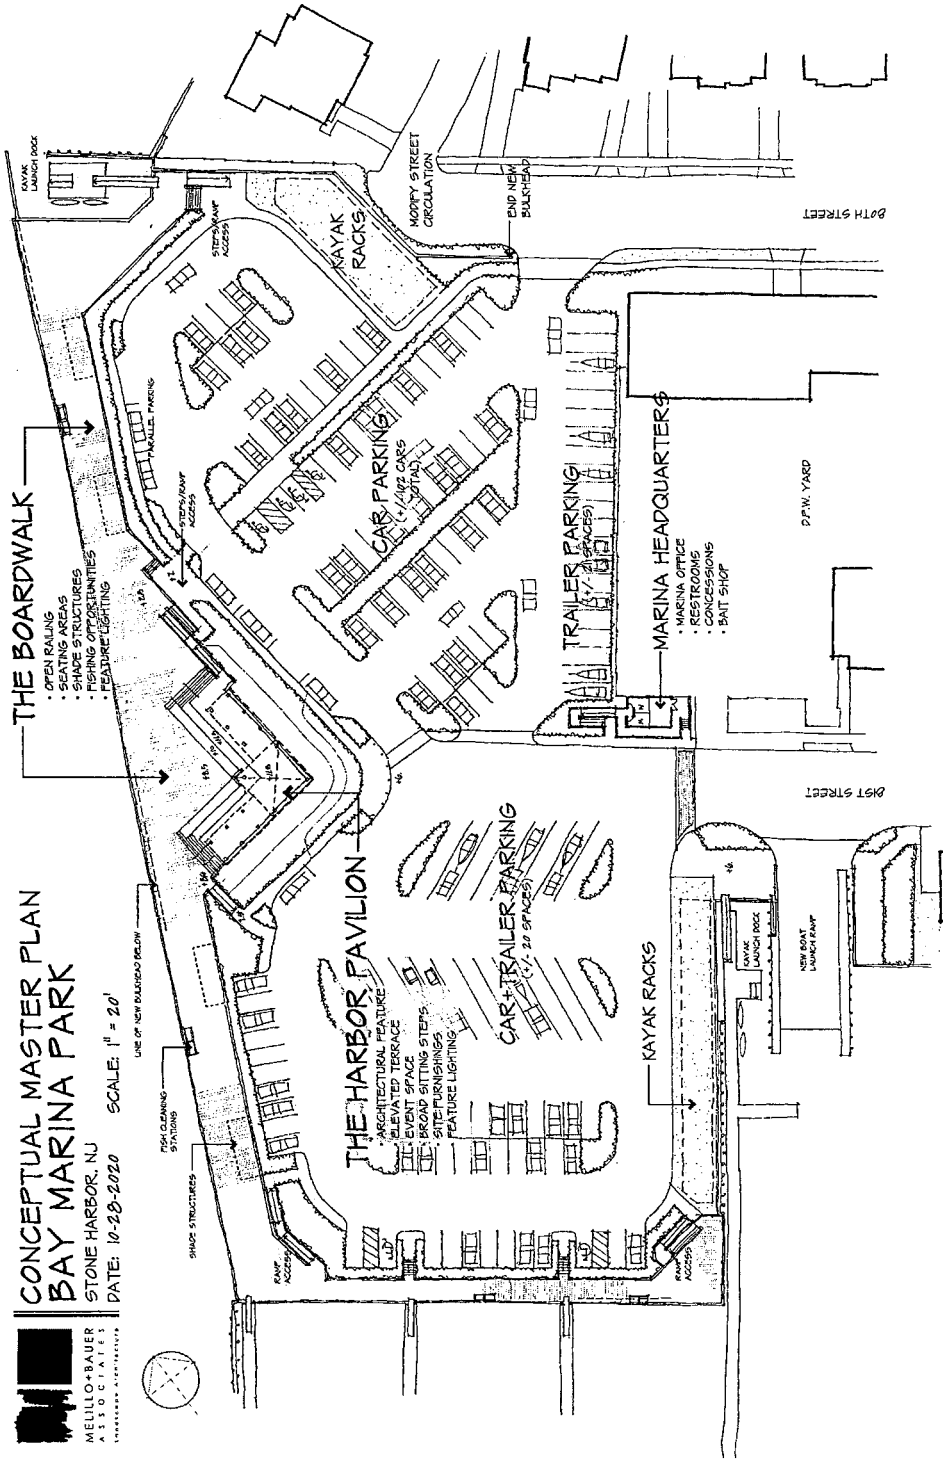 CONCEPTUAL MASTER PLAN
BAY MARINA PARK
STONE HARBOR, NJ
DATE: 10-28-2020 SCALE: 1" = 20'
MELILLO+BAUER
ASSOCIATES
LANDSCAPE ARCHITECTURE
THE BOARDWALK
• OPEN RAILING
• SEATING AREAS
• SHADE STRUCTURES
• FISHING OPPORTUNITIES
• FEATURE LIGHTING
KAYAK
LAUNCH DOCK
STEPS/RAMP
ACCESS
KAYAK
RACKS
MODIFY STREET
CIRCULATION
END NEW
BULKHEAD
80TH STREET
PARALLEL PARKING
STEPS/RAMP
ACCESS
CAR PARKING
(+/-102 CARS
TOTAL)
TRAILER PARKING
MARINA HEADQUARTERS
• MARINA OFFICE
• RESTROOMS
• CONCESSIONS
• BAIT SHOP
D.P.W. YARD
81ST STREET
LINE OF NEW BULKHEAD BELOW
FISH CLEANING
STATIONS
SHADE STRUCTURES
THE HARBOR PAVILION
• ARCHITECTURAL FEATURE
• ELEVATED TERRACE
• EVENT SPACE
• BROAD SITTING STEPS
• SITE FURNISHINGS
• FEATURE LIGHTING
CAR+TRAILER PARKING
(+/- 20 SPACES)
KAYAK RACKS
KAYAK
LAUNCH DOCK
NEW BOAT
LAUNCH RAMP
RAMP
ACCESS
RAMP
ACCESS